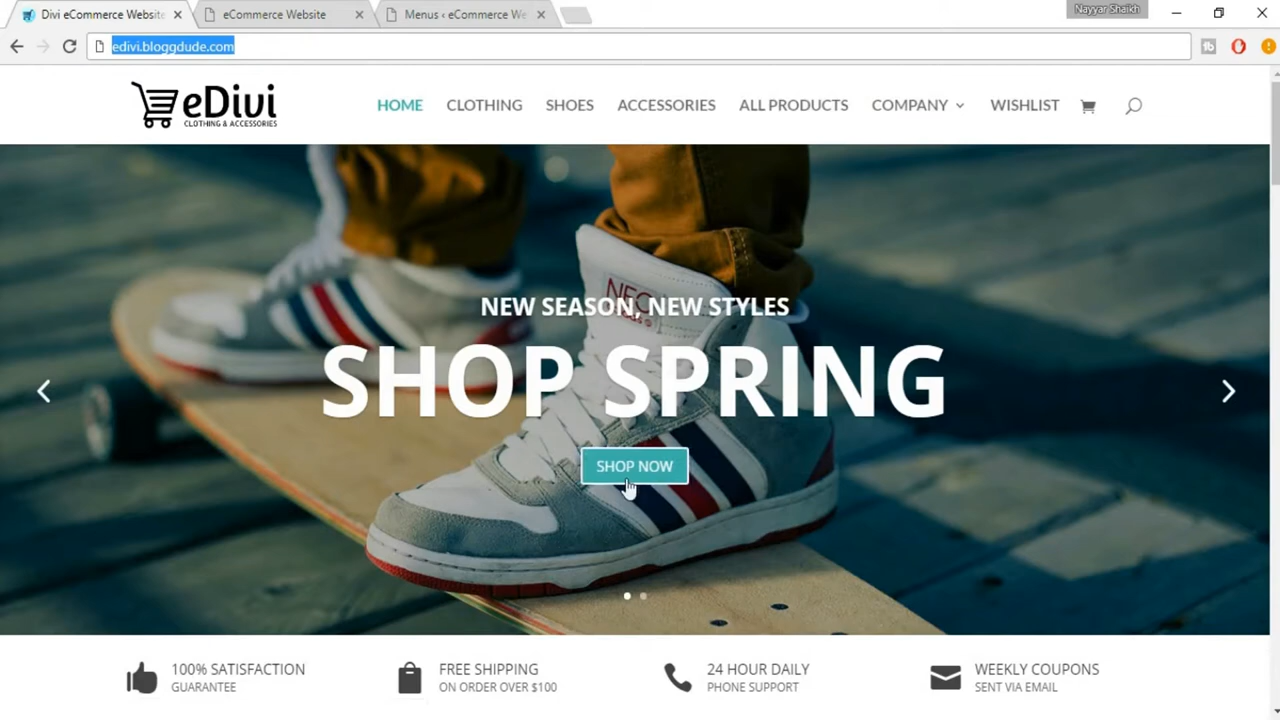 Divi eCommerce Website
eCommerce Website
Menus ‹ eCommerce We
Nayyar Shaikh
edivi.bloggdude.com
eDivi
CLOTHING & ACCESSORIES
HOME CLOTHING SHOES ACCESSORIES ALL PRODUCTS COMPANY WISHLIST
NEO
NEW SEASON, NEW STYLES
SHOP SPRING
SHOP NOW
100% SATISFACTION
GUARANTEE
FREE SHIPPING
ON ORDER OVER $100
24 HOUR DAILY
PHONE SUPPORT
WEEKLY COUPONS
SENT VIA EMAIL